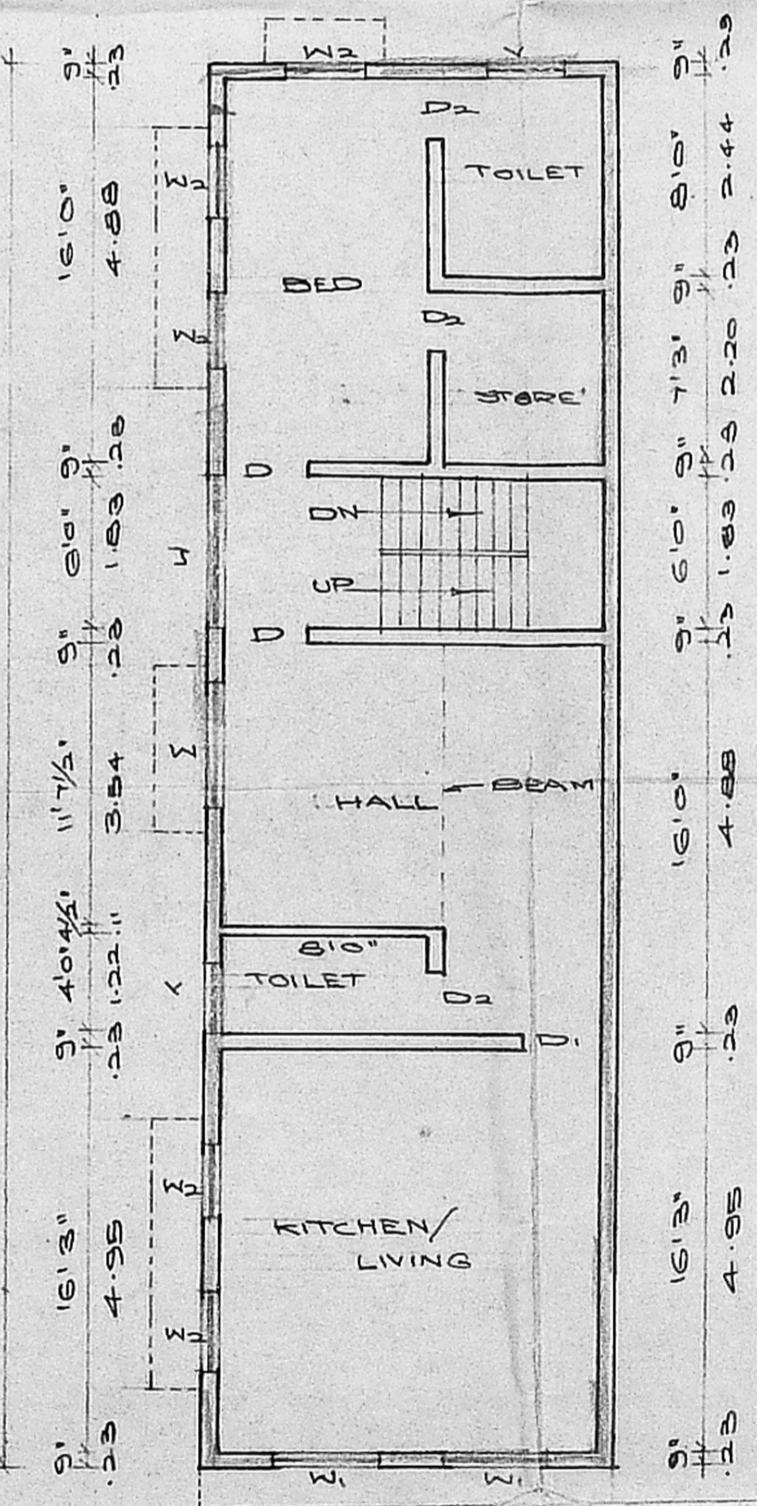 W2 V
9" .23
9" .23
D2
TOILET
8'0" 2.44
W2
16'0" 4.88
BED
9" .23
D2
W2
7'3" 2.20
STORE
9" .23
D
9" .23
DN
6'0" 1.83
6'0" 1.83
UP
D
9" .23
9" .23
W
11'7½" 3.54
BEAM
HALL
16'0" 4.88
4½" .11
8'0"
TOILET
4'0" 1.22
V
D2
9" .23
D1
9" .23
W2
KITCHEN/
LIVING
16'3" 4.95
16'3" 4.95
W2
9" .23
9" .23
W1 W1